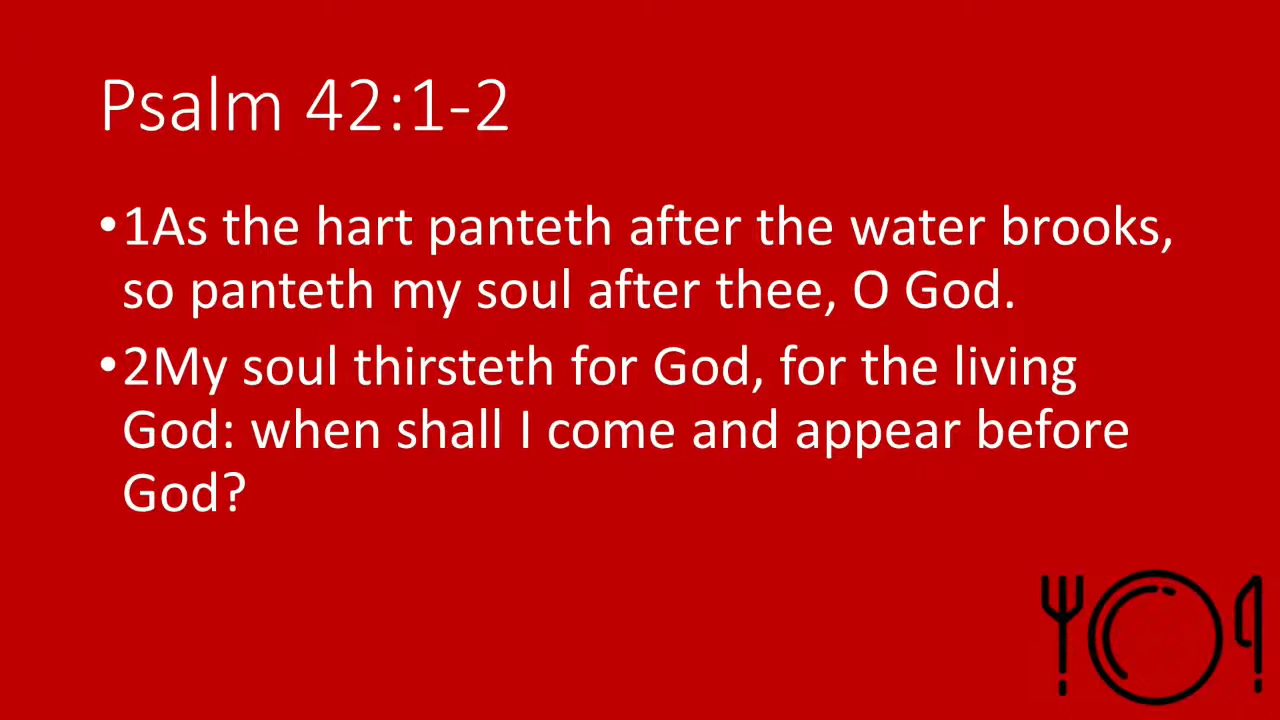 Psalm 42:1-2
•1As the hart panteth after the water brooks,
so panteth my soul after thee, O God.
•2My soul thirsteth for God, for the living
God: when shall I come and appear before
God?